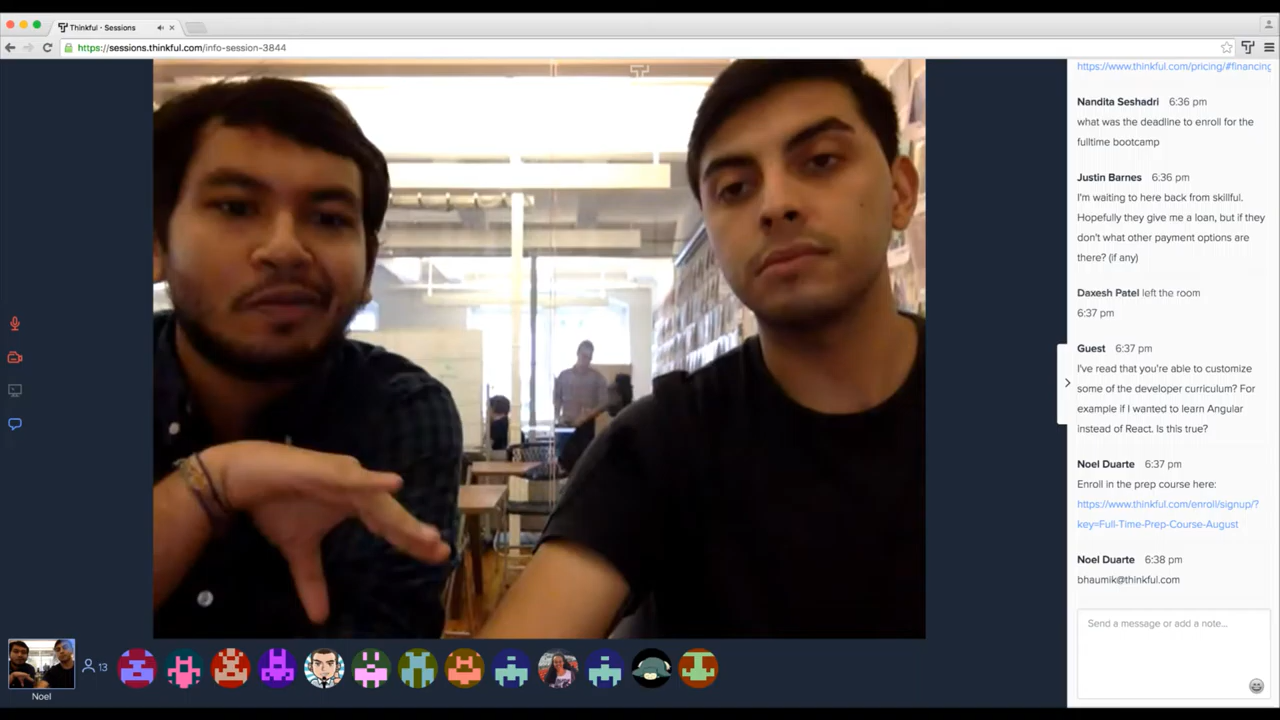 Thinkful - Sessions
https://sessions.thinkful.com/info-session-3844
https://www.thinkful.com/pricing/#financing
Nandita Seshadri 6:36 pm
what was the deadline to enroll for the
fulltime bootcamp
Justin Barnes 6:36 pm
I'm waiting to here back from skillful.
Hopefully they give me a loan, but if they
don't what other payment options are
there? (if any)
Daxesh Patel left the room
6:37 pm
Guest 6:37 pm
I've read that you're able to customize
some of the developer curriculum? For
example if I wanted to learn Angular
instead of React. Is this true?
Noel Duarte 6:37 pm
Enroll in the prep course here:
https://www.thinkful.com/enroll/signup/?
key=Full-Time-Prep-Course-August
Noel Duarte 6:38 pm
bhaumik@thinkful.com
Send a message or add a note...
13
Noel